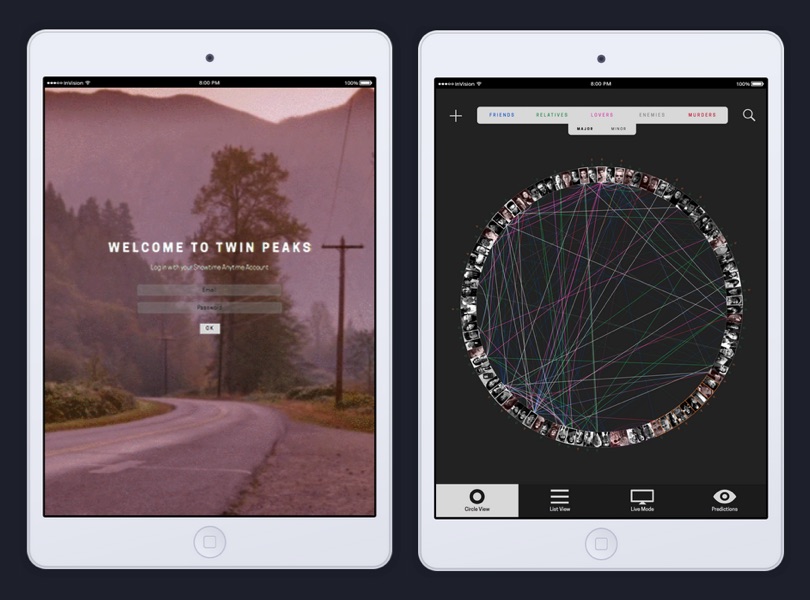 inVision 8:00 PM 100%
WELCOME TO TWIN PEAKS
Log in with your Showtime Anytime Account
Email
Password
OK
inVision 8:00 PM 100%
FRIENDS RELATIVES LOVERS ENEMIES MURDERS
MAJOR MINOR
Circle View List View Live Mode Predictions